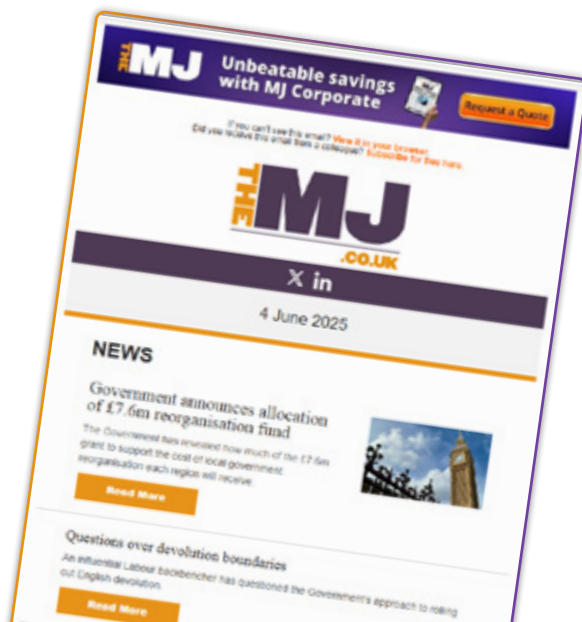 THE MJ
Unbeatable savings
with MJ Corporate
Request a Quote
If you can't see this email? View it in your browser.
Did you receive this email from a colleague? Subscribe for free here.
THE MJ
.CO.UK
X in
4 June 2025
NEWS
Government announces allocation
of £7.6m reorganisation fund
The Government has revealed how much of the £7.6m
grant to support the cost of local government
reorganisation each region will receive.
Read More
Questions over devolution boundaries
An influential Labour backbencher has questioned the Government's approach to rolling
out English devolution.
Read More